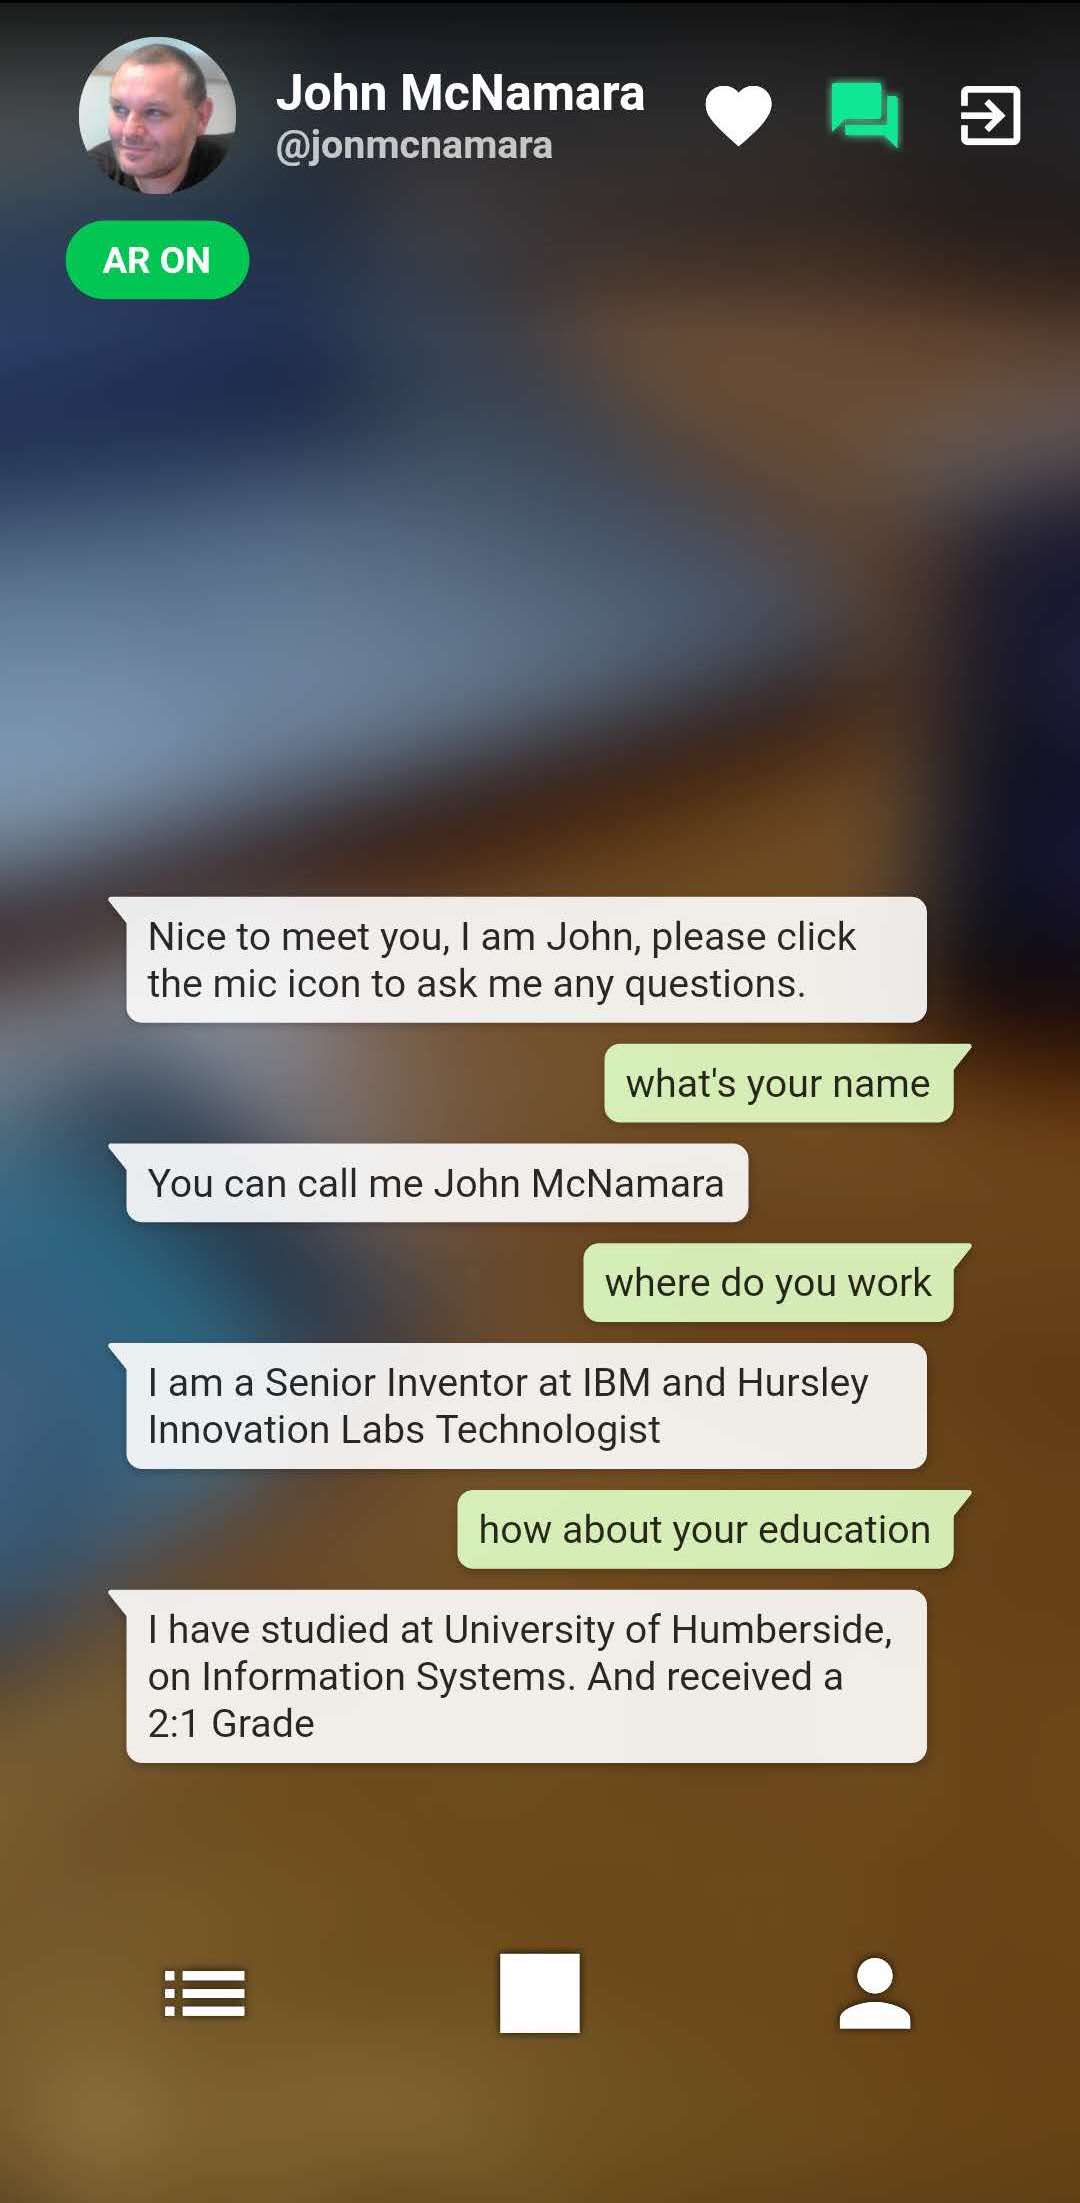 John McNamara
@jonmcnamara
AR ON
Nice to meet you, I am John, please click
the mic icon to ask me any questions.
what's your name
You can call me John McNamara
where do you work
I am a Senior Inventor at IBM and Hursley
Innovation Labs Technologist
how about your education
I have studied at University of Humberside,
on Information Systems. And received a
2:1 Grade